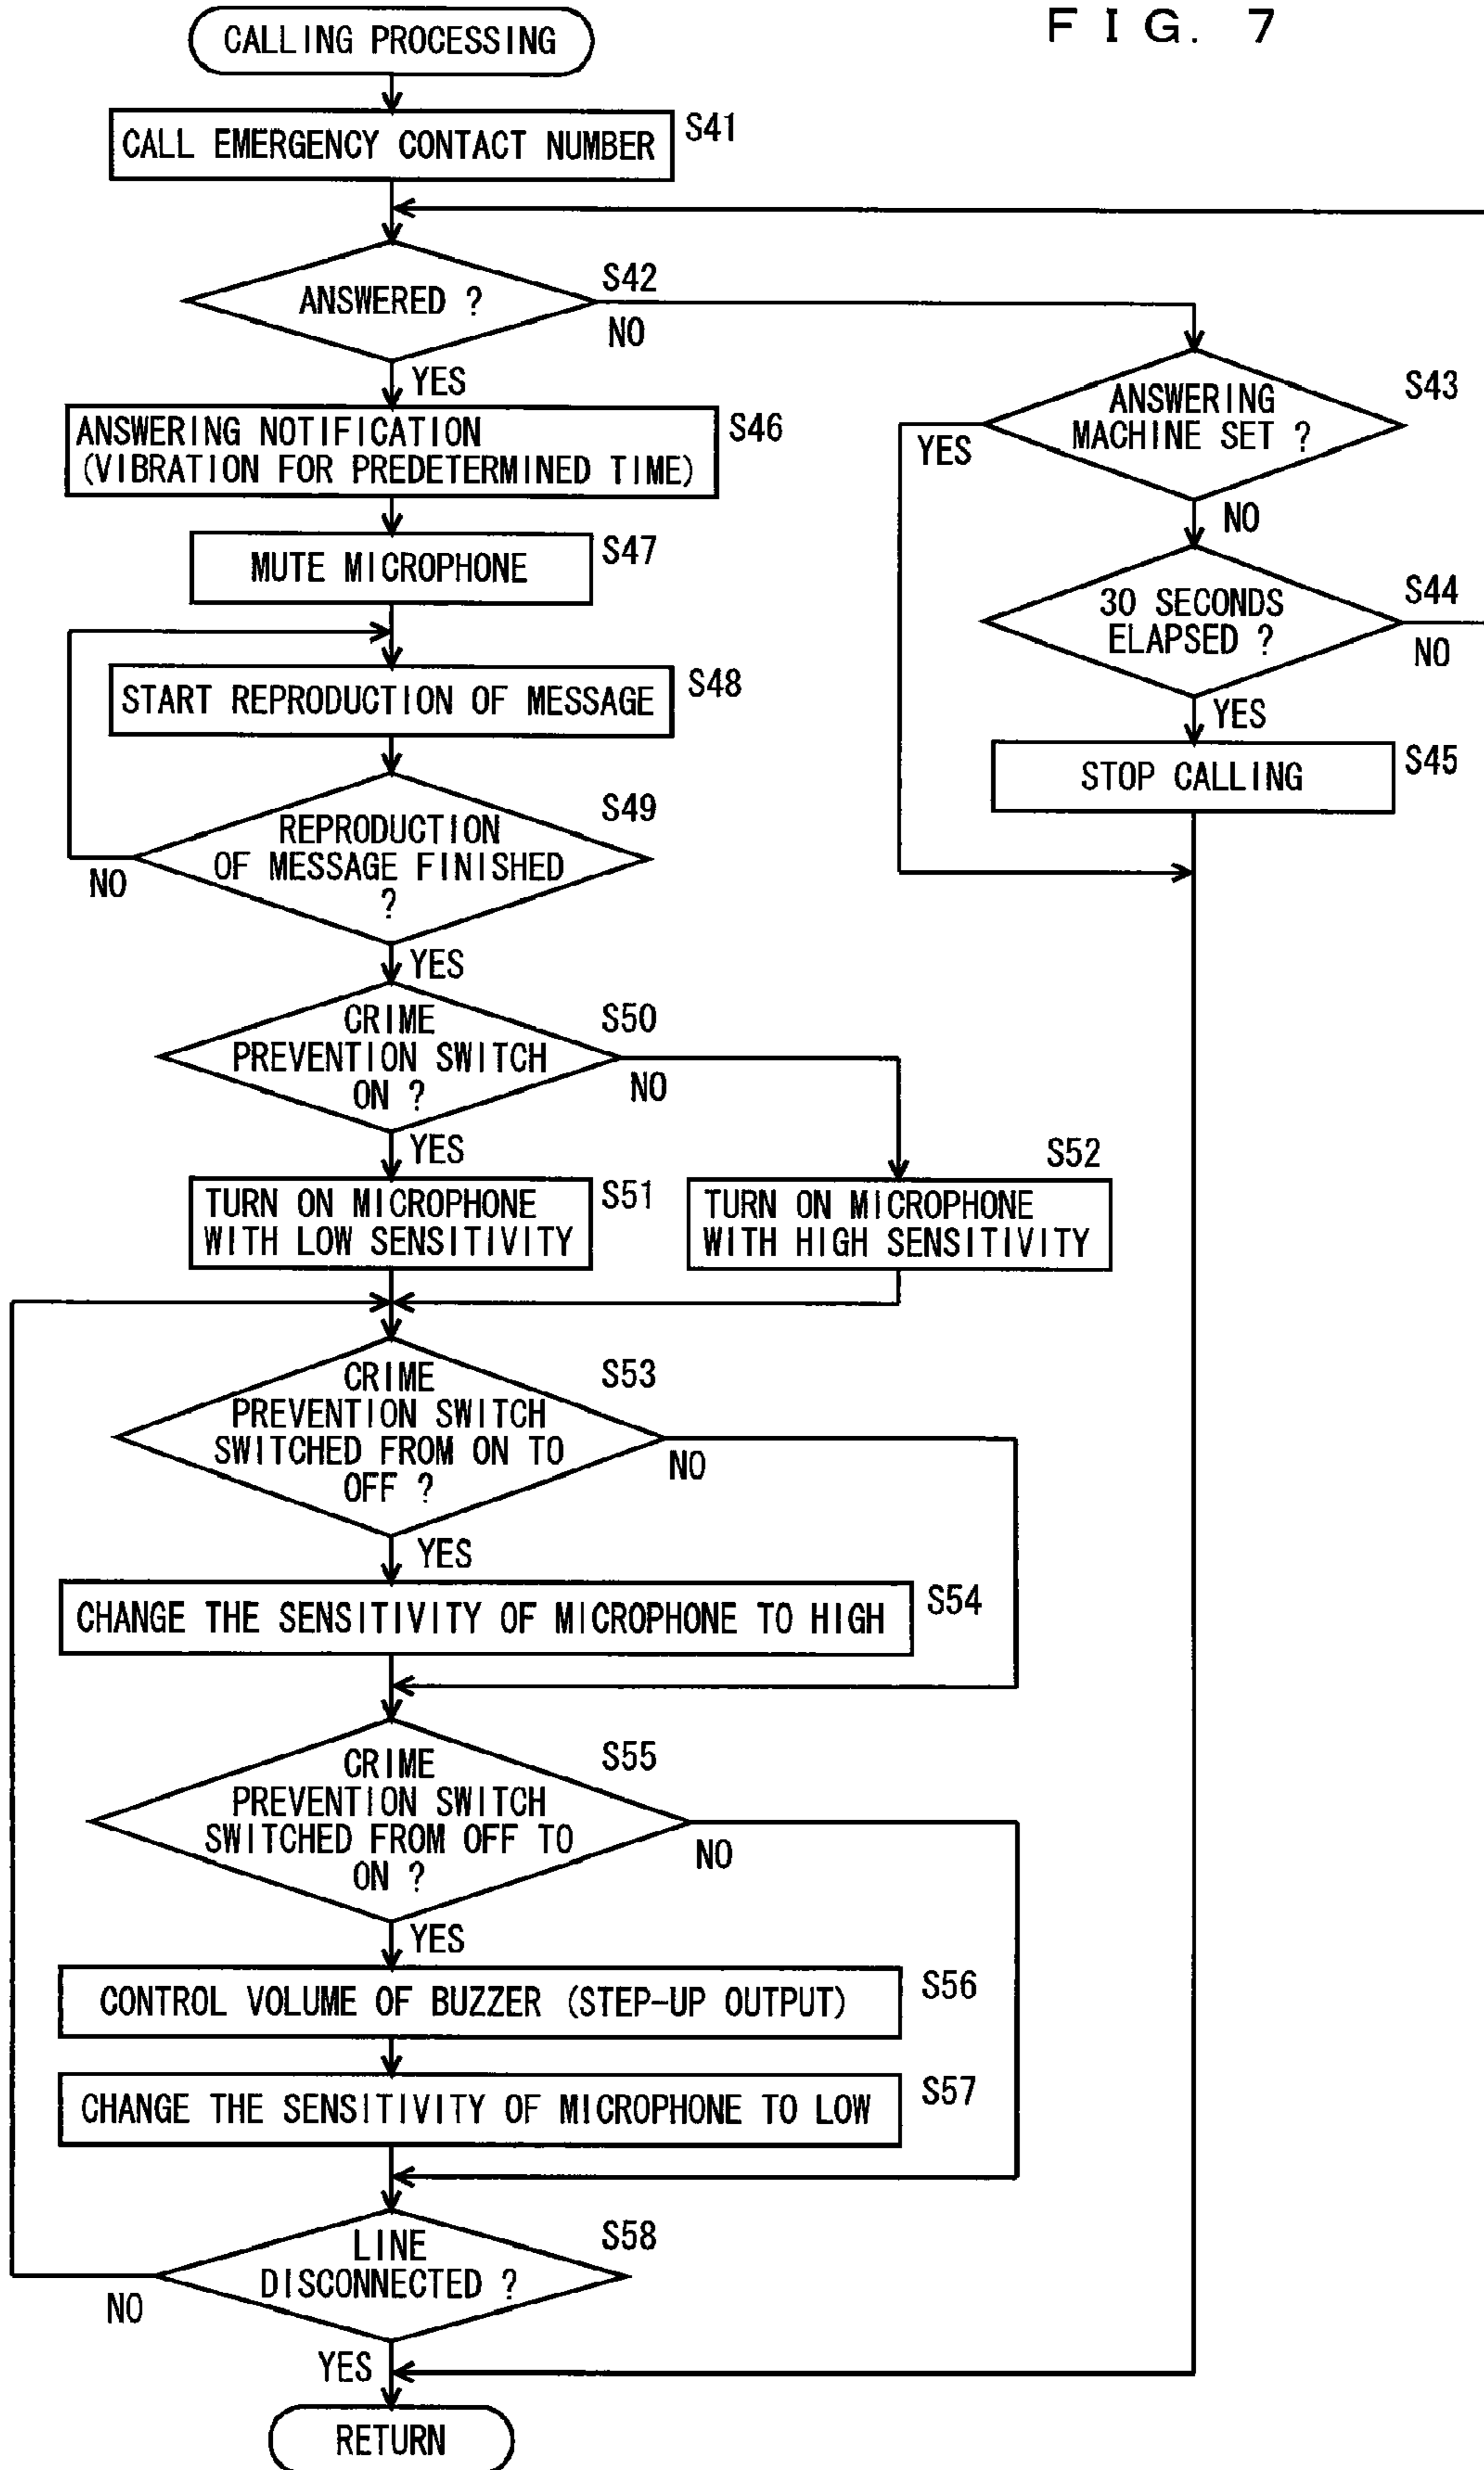 FIG. 7
CALLING PROCESSING
CALL EMERGENCY CONTACT NUMBER
S41
ANSWERED ?
S42
NO
YES
ANSWERING
MACHINE SET ?
S43
YES
NO
30 SECONDS
ELAPSED ?
S44
NO
YES
STOP CALLING
S45
ANSWERING NOTIFICATION
(VIBRATION FOR PREDETERMINED TIME)
S46
MUTE MICROPHONE
S47
START REPRODUCTION OF MESSAGE
S48
REPRODUCTION
OF MESSAGE FINISHED
?
S49
NO
YES
CRIME
PREVENTION SWITCH
ON ?
S50
NO
YES
TURN ON MICROPHONE
WITH LOW SENSITIVITY
S51
TURN ON MICROPHONE
WITH HIGH SENSITIVITY
S52
CRIME
PREVENTION SWITCH
SWITCHED FROM ON TO
OFF ?
S53
NO
YES
CHANGE THE SENSITIVITY OF MICROPHONE TO HIGH
S54
CRIME
PREVENTION SWITCH
SWITCHED FROM OFF TO
ON ?
S55
NO
YES
CONTROL VOLUME OF BUZZER (STEP-UP OUTPUT)
S56
CHANGE THE SENSITIVITY OF MICROPHONE TO LOW
S57
LINE
DISCONNECTED ?
S58
NO
YES
RETURN